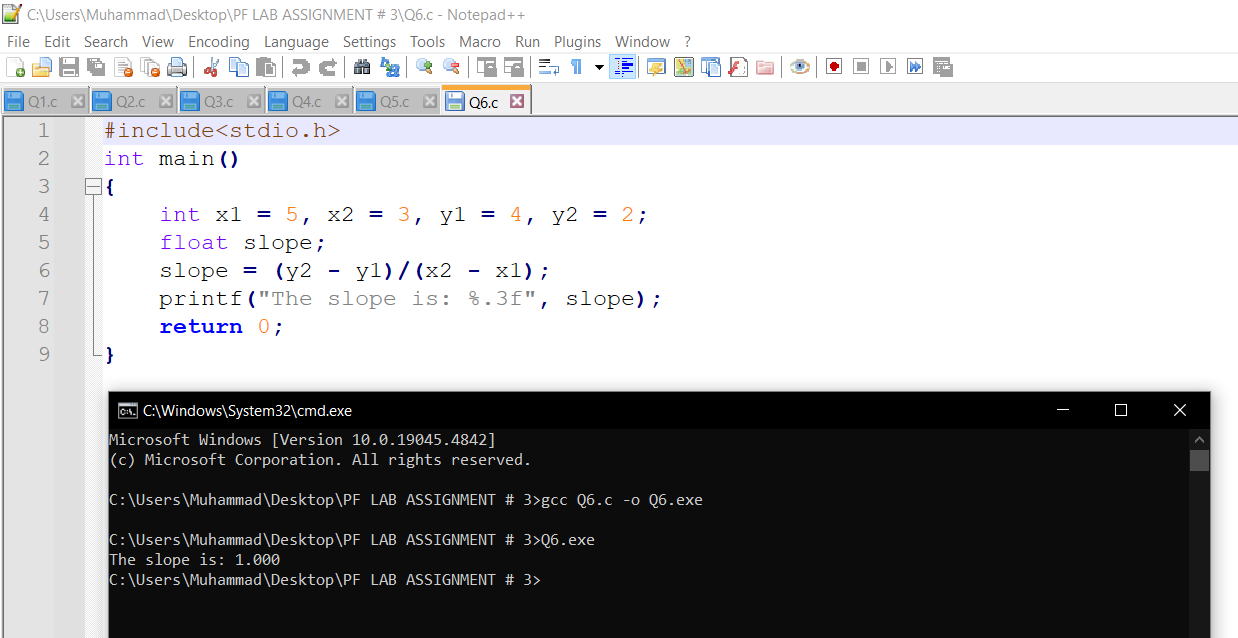 C:\Users\Muhammad\Desktop\PF LAB ASSIGNMENT # 3\Q6.c - Notepad++
File Edit Search View Encoding Language Settings Tools Macro Run Plugins Window ?
Q1.c Q2.c Q3.c Q4.c Q5.c Q6.c
1 #include<stdio.h>
2 int main()
3 {
4 int x1 = 5, x2 = 3, y1 = 4, y2 = 2;
5 float slope;
6 slope = (y2 - y1)/(x2 - x1);
7 printf("The slope is: %.3f", slope);
8 return 0;
9 }
C:\Windows\System32\cmd.exe
Microsoft Windows [Version 10.0.19045.4842]
(c) Microsoft Corporation. All rights reserved.
C:\Users\Muhammad\Desktop\PF LAB ASSIGNMENT # 3>gcc Q6.c -o Q6.exe
C:\Users\Muhammad\Desktop\PF LAB ASSIGNMENT # 3>Q6.exe
The slope is: 1.000
C:\Users\Muhammad\Desktop\PF LAB ASSIGNMENT # 3>